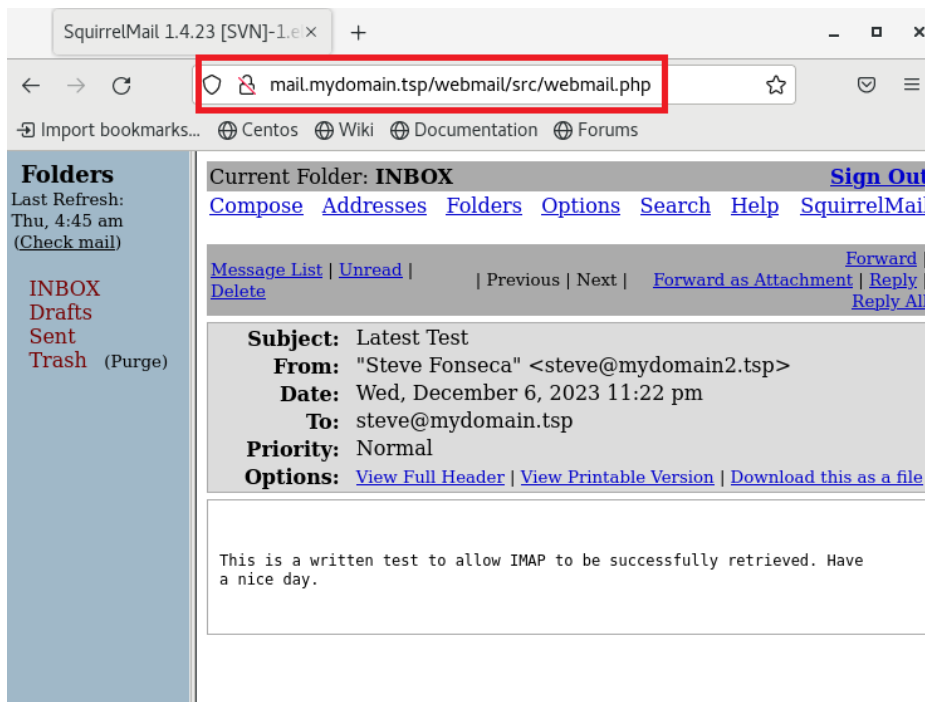 SquirrelMail 1.4.23 [SVN]-1.el
mail.mydomain.tsp/webmail/src/webmail.php
Import bookmarks... Centos Wiki Documentation Forums
Folders
Last Refresh:
Thu, 4:45 am
(Check mail)
INBOX
Drafts
Sent
Trash (Purge)
Current Folder: INBOX Sign Out
Compose Addresses Folders Options Search Help SquirrelMail
Message List | Unread |
Delete
| Previous | Next |
Forward |
Forward as Attachment | Reply |
Reply All
Subject: Latest Test
From: "Steve Fonseca" <steve@mydomain2.tsp>
Date: Wed, December 6, 2023 11:22 pm
To: steve@mydomain.tsp
Priority: Normal
Options: View Full Header | View Printable Version | Download this as a file
This is a written test to allow IMAP to be successfully retrieved. Have
a nice day.